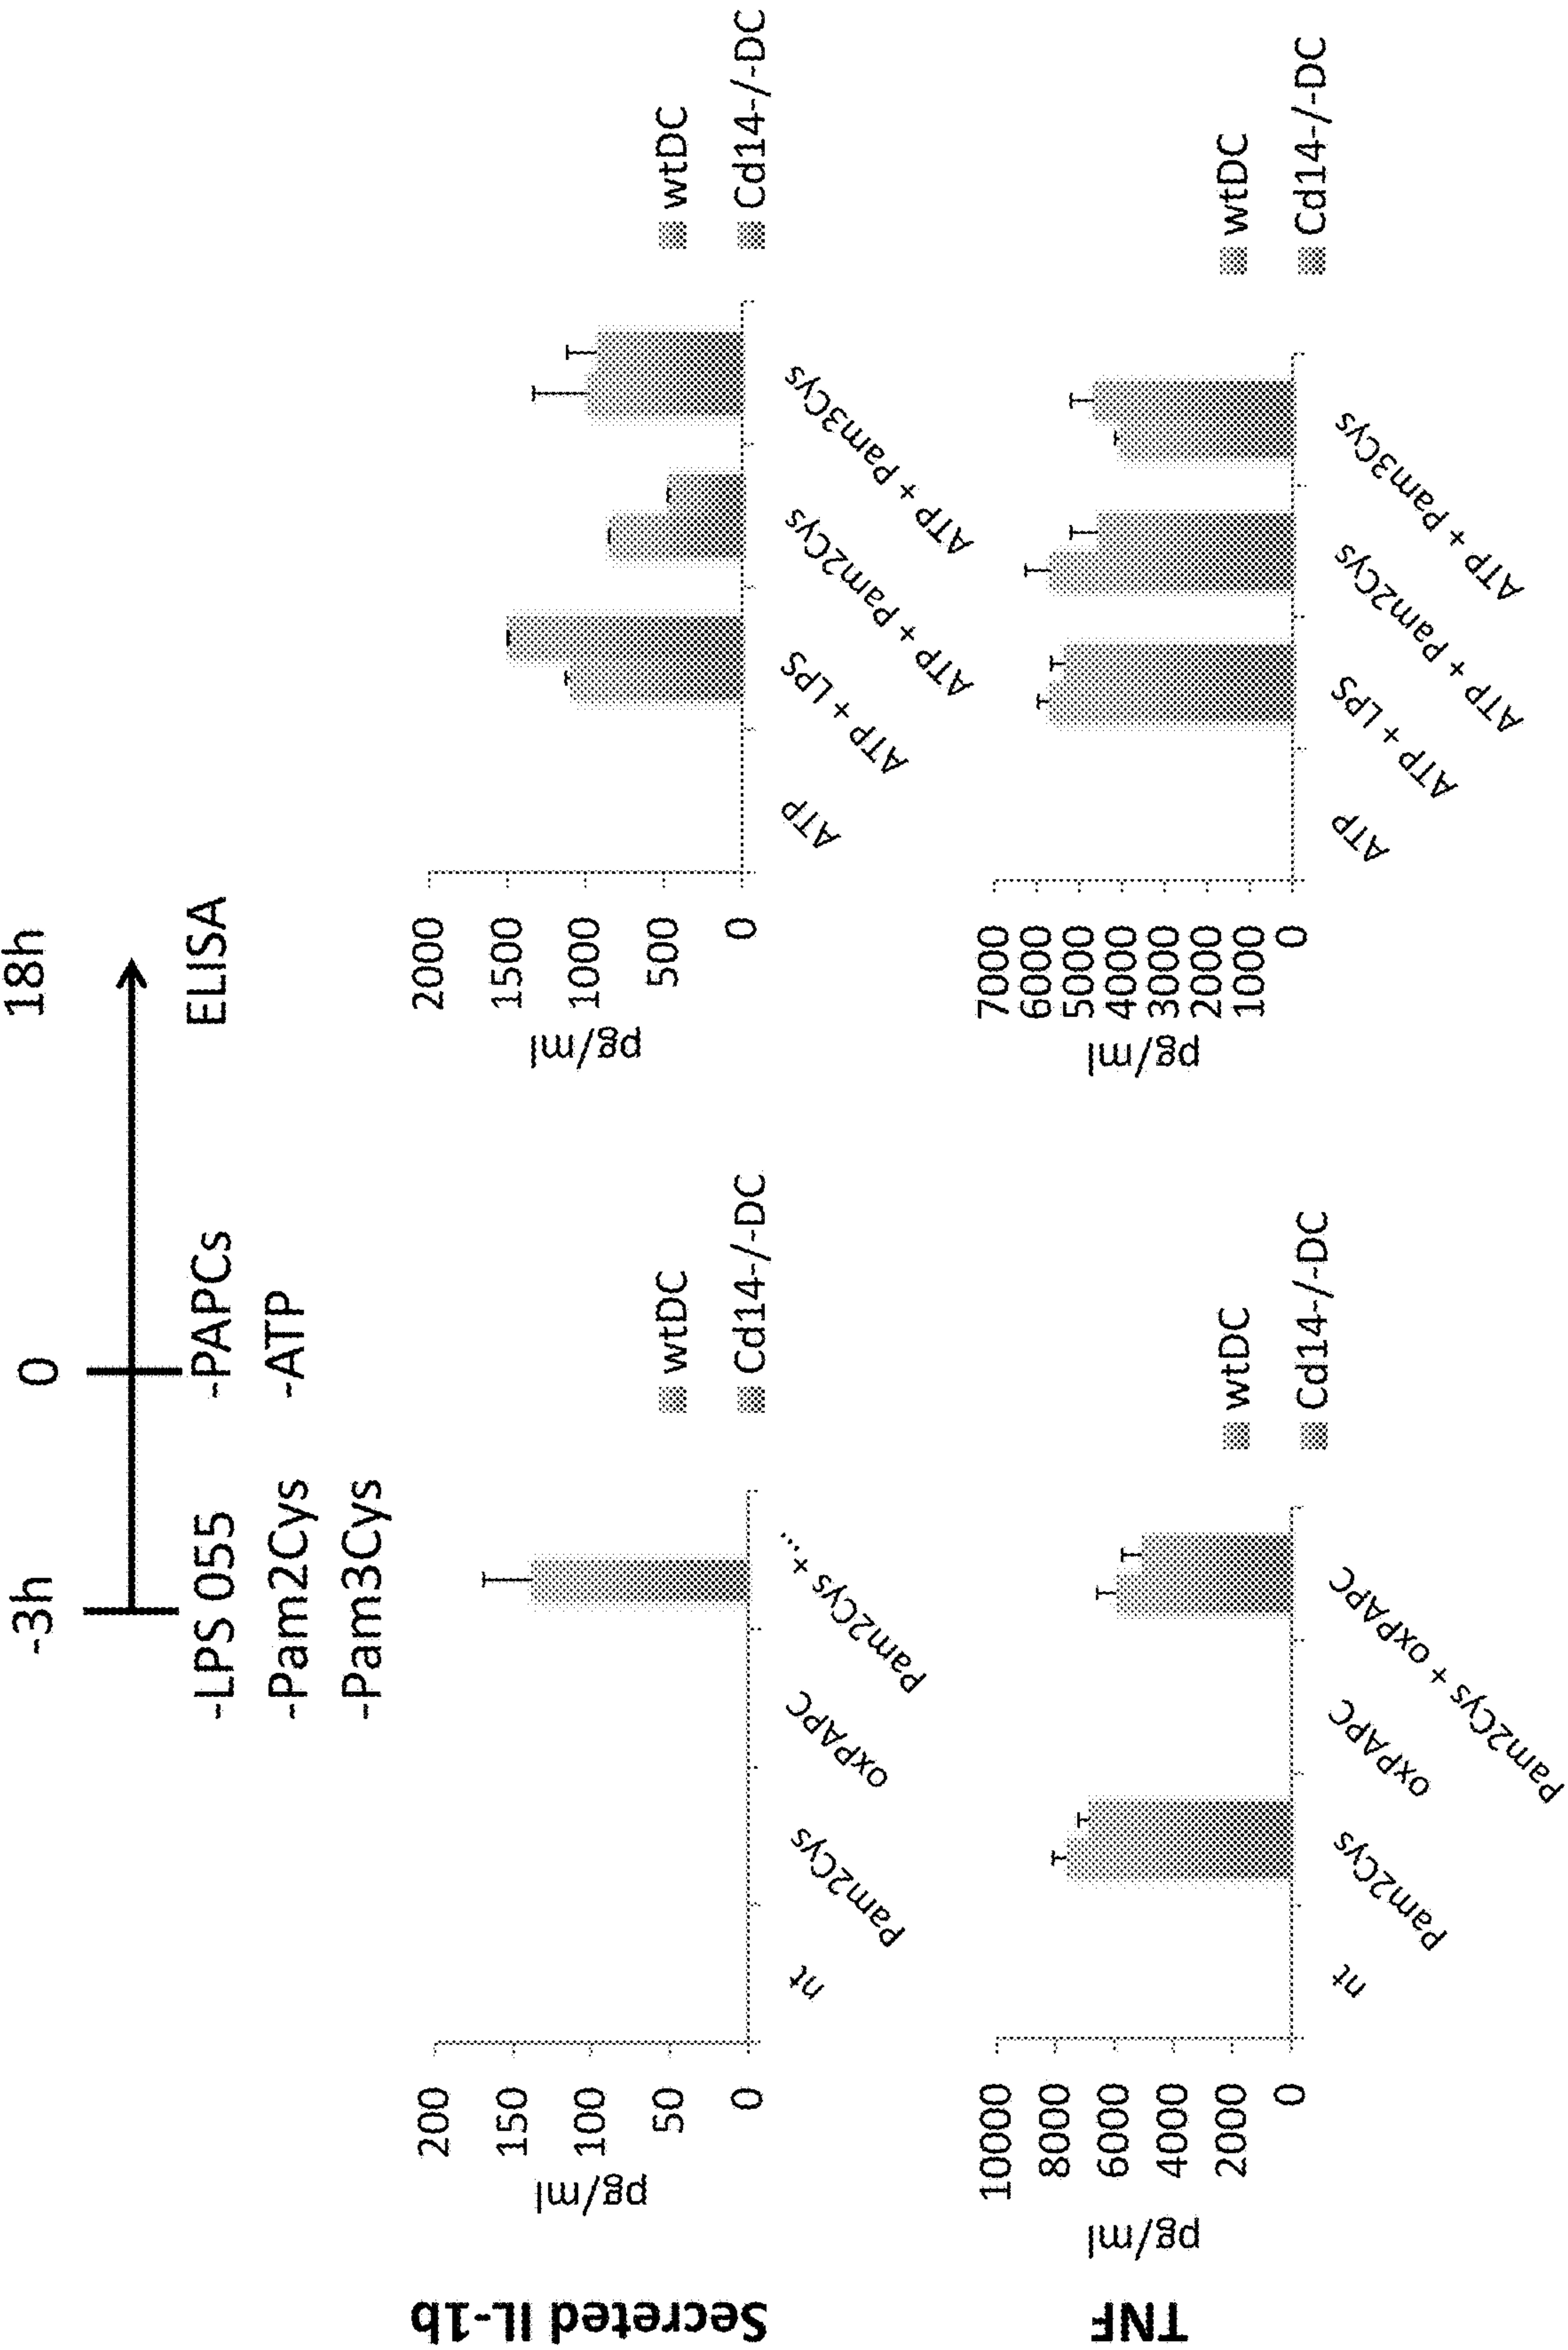 -3h
0
18h
-LPS 055
-PAPCs
ELISA
-Pam2Cys
-ATP
-Pam3Cys
Secreted IL-1b
pg/ml
200
150
100
50
0
nt
Pam2Cys
oxPAPC
Pam2Cys +...
wtDC
Cd14-/-DC
pg/ml
2000
1500
1000
500
0
ATP
ATP + LPS
ATP + Pam2Cys
ATP + Pam3Cys
wtDC
Cd14-/-DC
TNF
pg/ml
10000
8000
6000
4000
2000
0
nt
Pam2Cys
oxPAPC
Pam2Cys + oxPAPC
wtDC
Cd14-/-DC
pg/ml
7000
6000
5000
4000
3000
2000
1000
0
ATP
ATP + LPS
ATP + Pam2Cys
ATP + Pam3Cys
wtDC
Cd14-/-DC